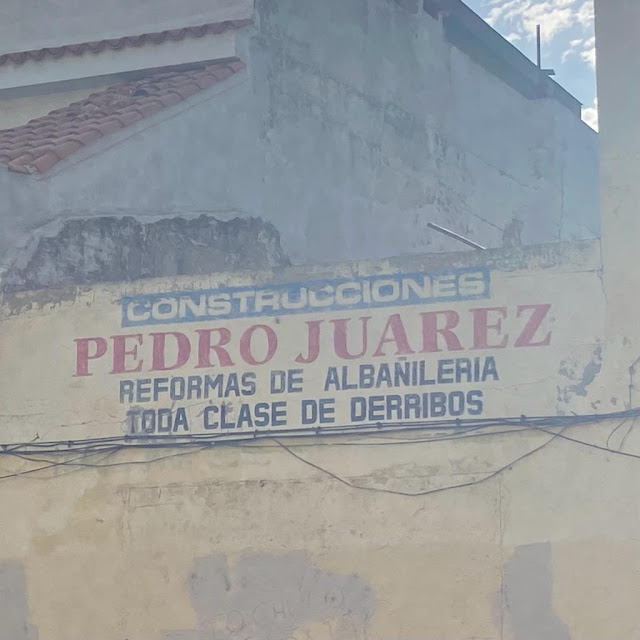 CONSTRUCCIONES
PEDRO JUAREZ
REFORMAS DE ALBAÑILERIA
TODA CLASE DE DERRIBOS